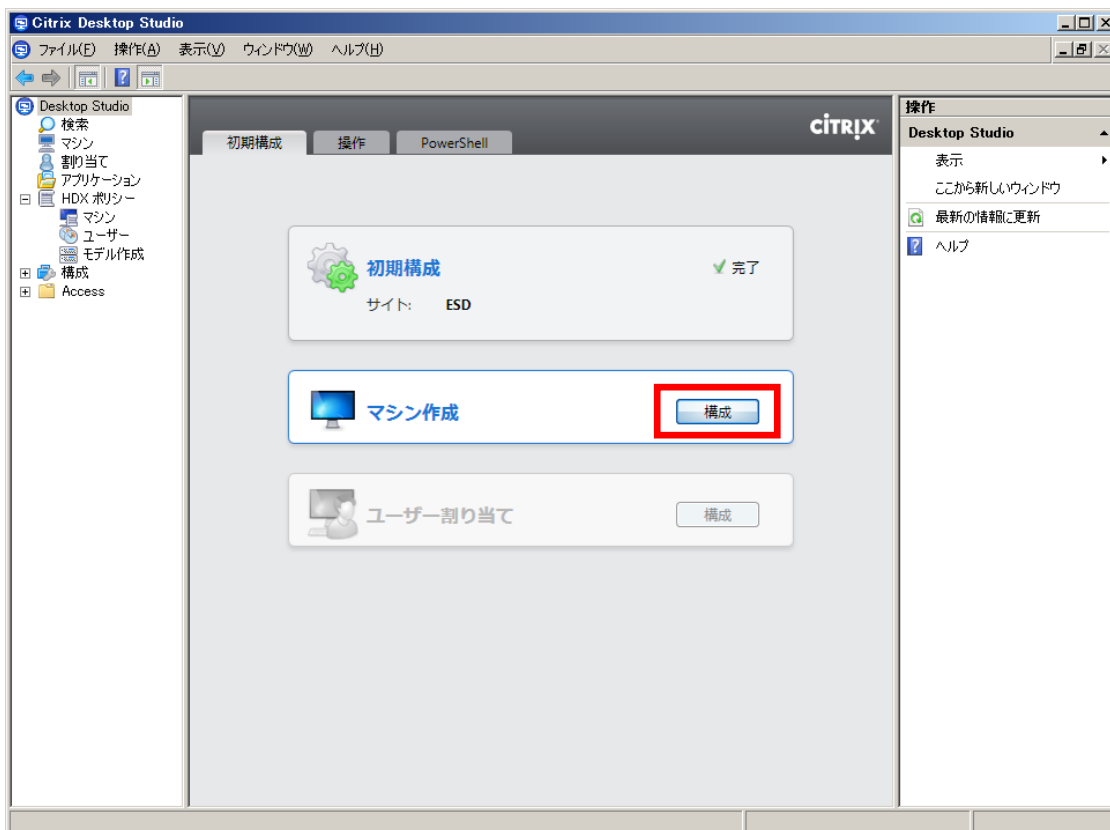 Citrix Desktop Studio
ファイル(F) 操作(A) 表示(V) ウィンドウ(W) ヘルプ(H)
Desktop Studio
検索
マシン
割り当て
アプリケーション
HDX ポリシー
マシン
ユーザー
モデル作成
構成
Access
初期構成 操作 PowerShell
CITRIX
初期構成 完了
サイト: ESD
マシン作成 構成
ユーザー割り当て 構成
操作
Desktop Studio
表示
ここから新しいウィンドウ
最新の情報に更新
ヘルプ